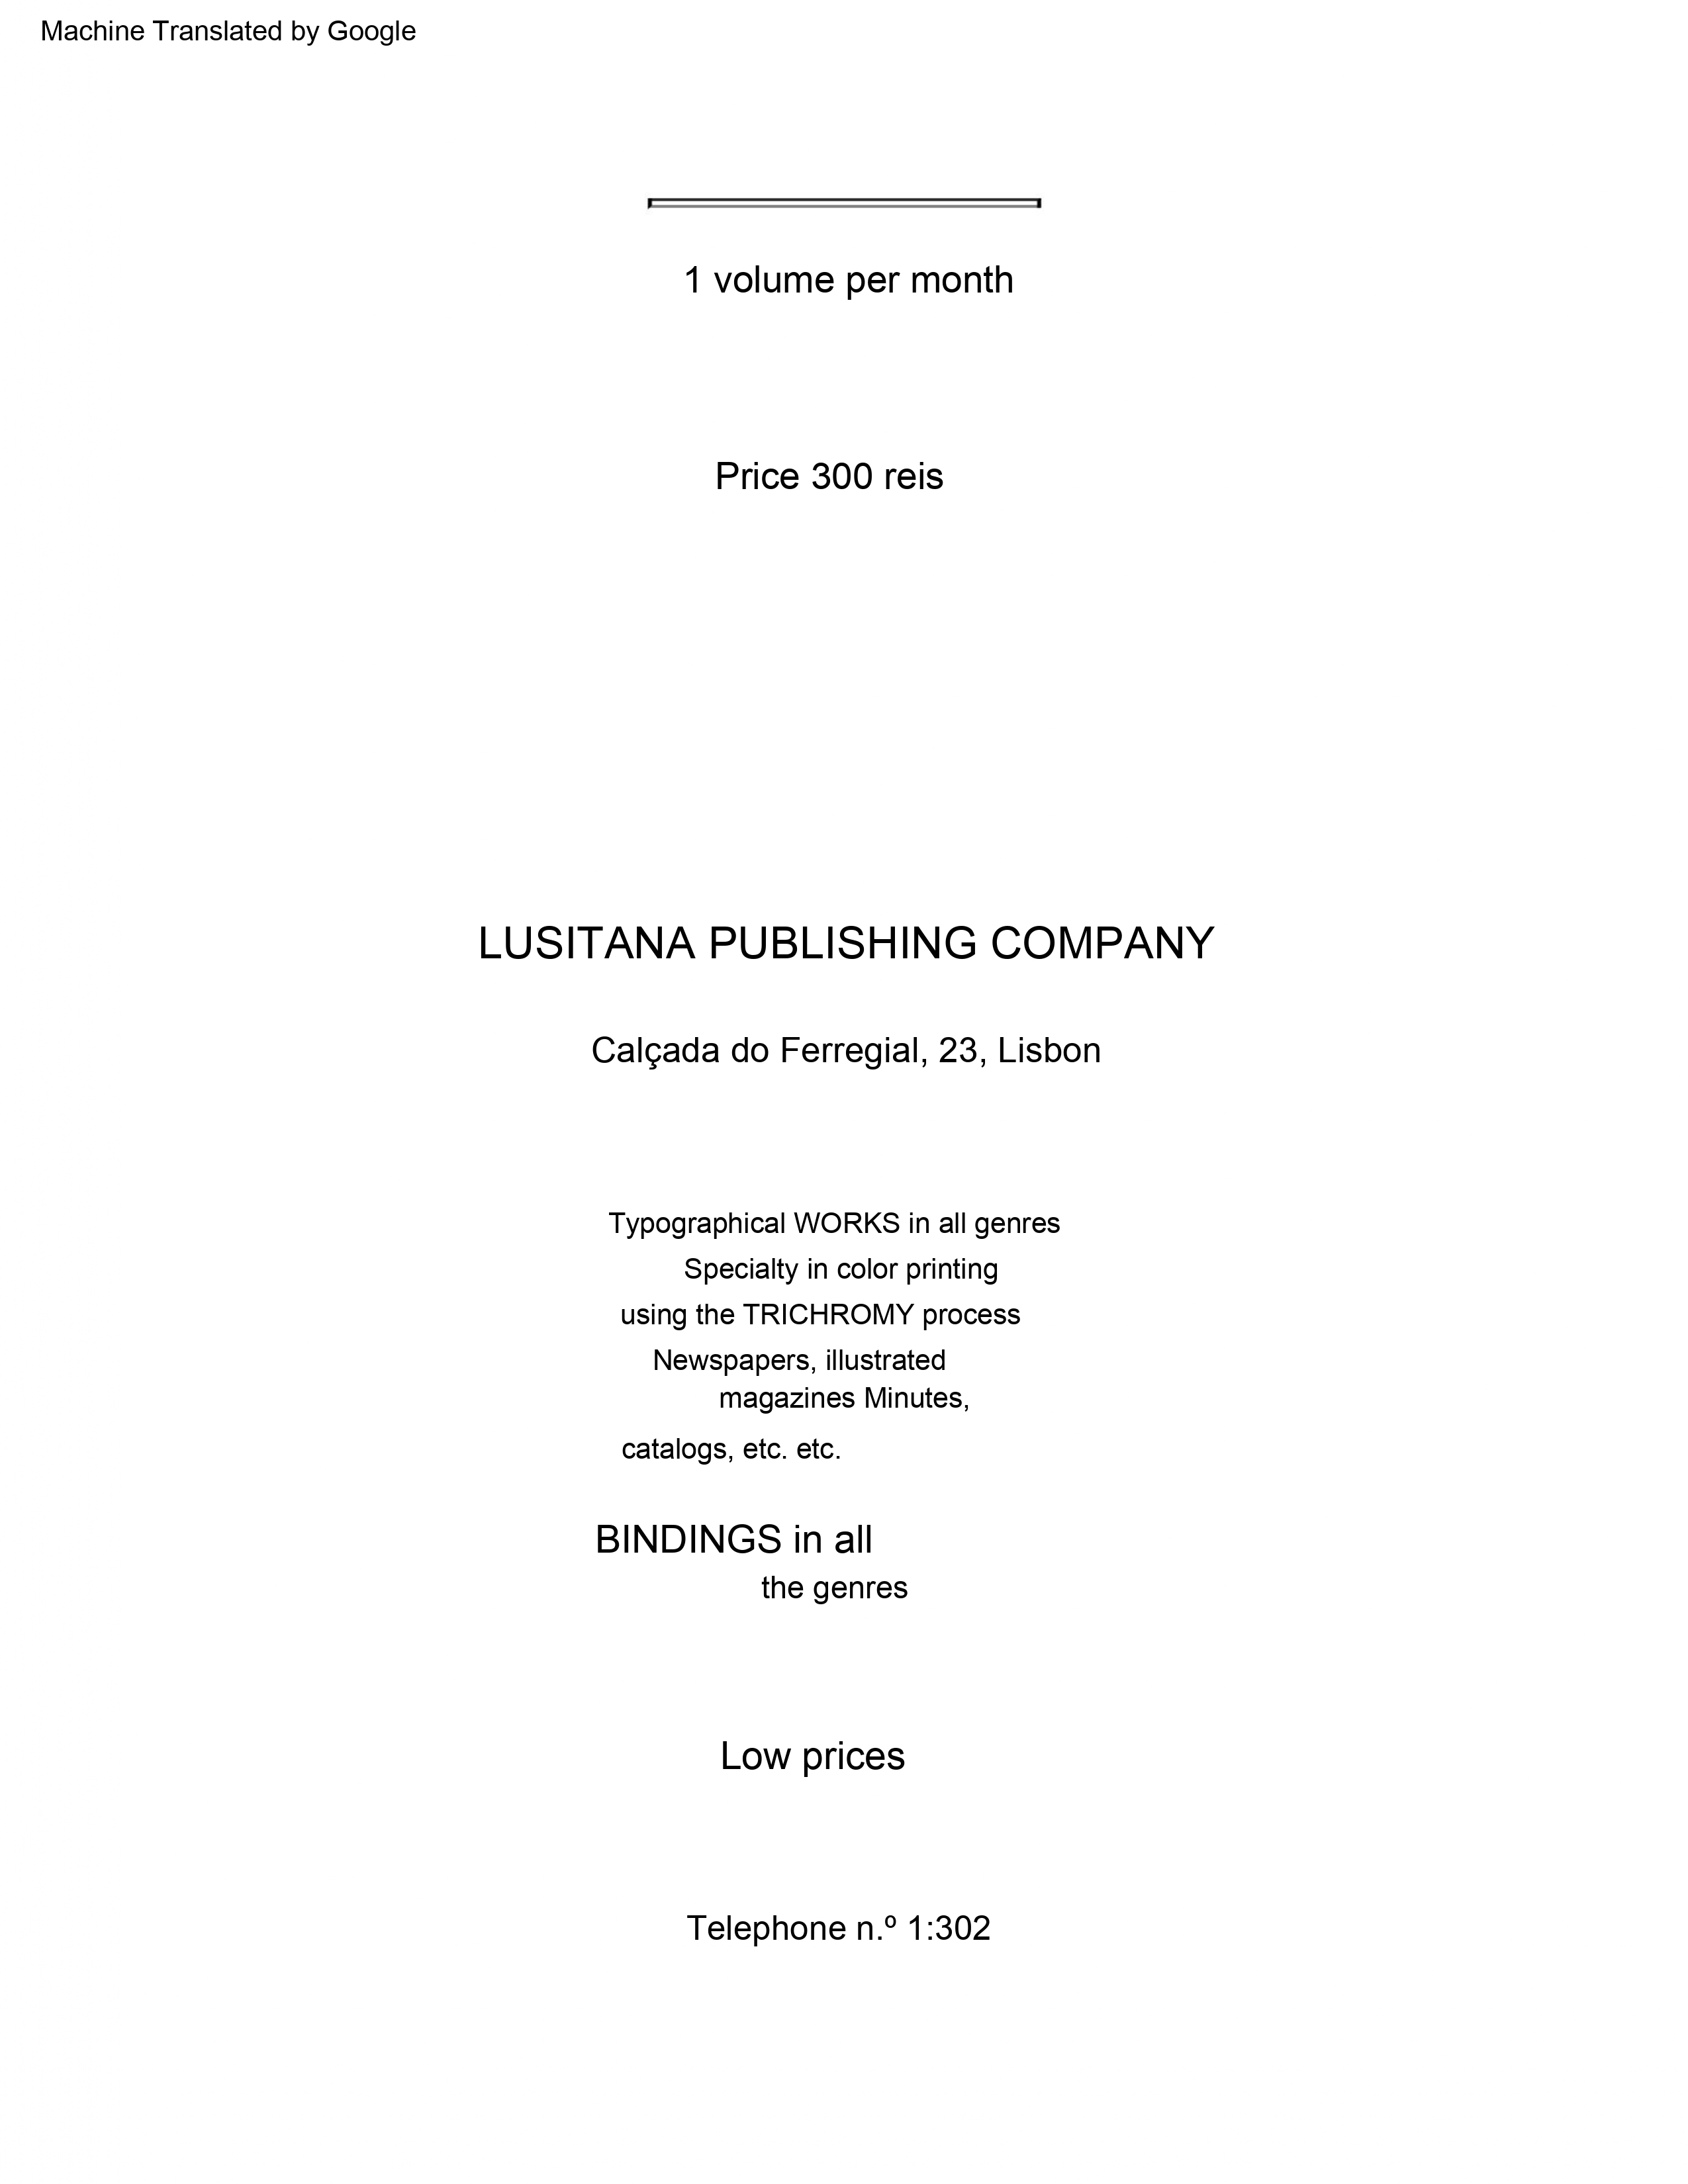 Machine Translated by Google
1 volume per month
Price 300 reis
LUSITANA PUBLISHING COMPANY
Calçada do Ferregial, 23, Lisbon
Typographical WORKS in all genres
Specialty in color printing
using the TRICHROMY process
Newspapers, illustrated
magazines Minutes,
catalogs, etc. etc.
BINDINGS in all
the genres
Low prices
Telephone n.º 1:302